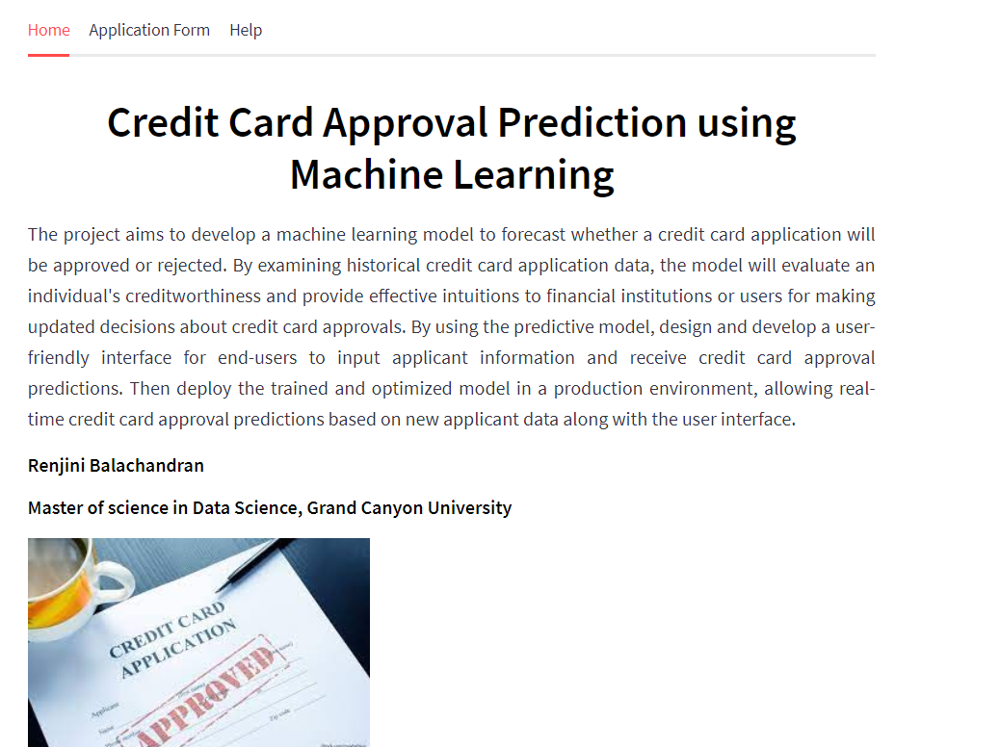 Home Application Form Help
Credit Card Approval Prediction using
Machine Learning
The project aims to develop a machine learning model to forecast whether a credit card application will
be approved or rejected. By examining historical credit card application data, the model will evaluate an
individual's creditworthiness and provide effective intuitions to financial institutions or users for making
updated decisions about credit card approvals. By using the predictive model, design and develop a user-
friendly interface for end-users to input applicant information and receive credit card approval
predictions. Then deploy the trained and optimized model in a production environment, allowing real-
time credit card approval predictions based on new applicant data along with the user interface.
Renjini Balachandran
Master of science in Data Science, Grand Canyon University
CREDIT CARD
APPLICATION
APPROVED
Applicant
Name
Zip code